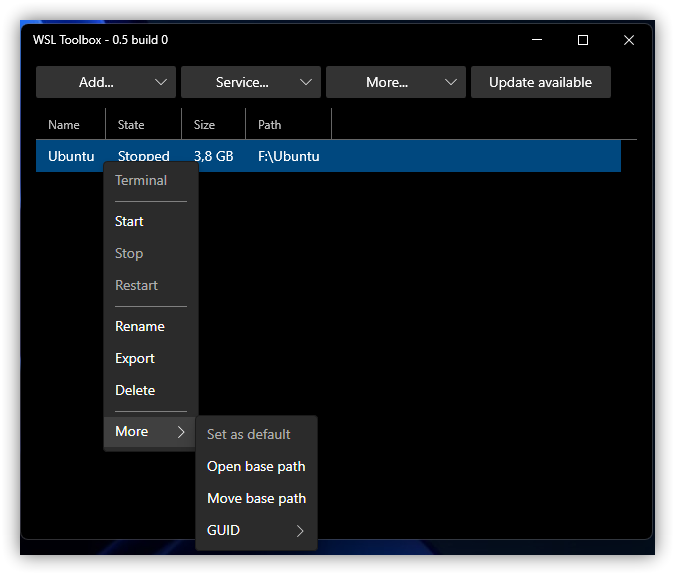 WSL Toolbox - 0.5 build 0
Add... Service... More... Update available
Name State Size Path
Ubuntu Stopped 3,8 GB F:\Ubuntu
Terminal
Start
Stop
Restart
Rename
Export
Delete
More
Set as default
Open base path
Move base path
GUID